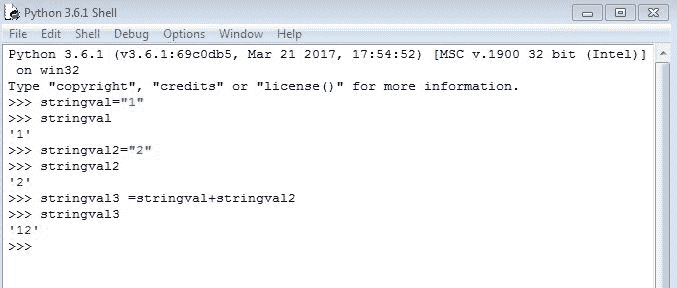 Python 3.6.1 Shell
File Edit Shell Debug Options Window Help
Python 3.6.1 (v3.6.1:69c0db5, Mar 21 2017, 17:54:52) [MSC v.1900 32 bit (Intel)]
 on win32
Type "copyright", "credits" or "license()" for more information.
>>> stringval="1"
>>> stringval
'1'
>>> stringval2="2"
>>> stringval2
'2'
>>> stringval3 =stringval+stringval2
>>> stringval3
'12'
>>>